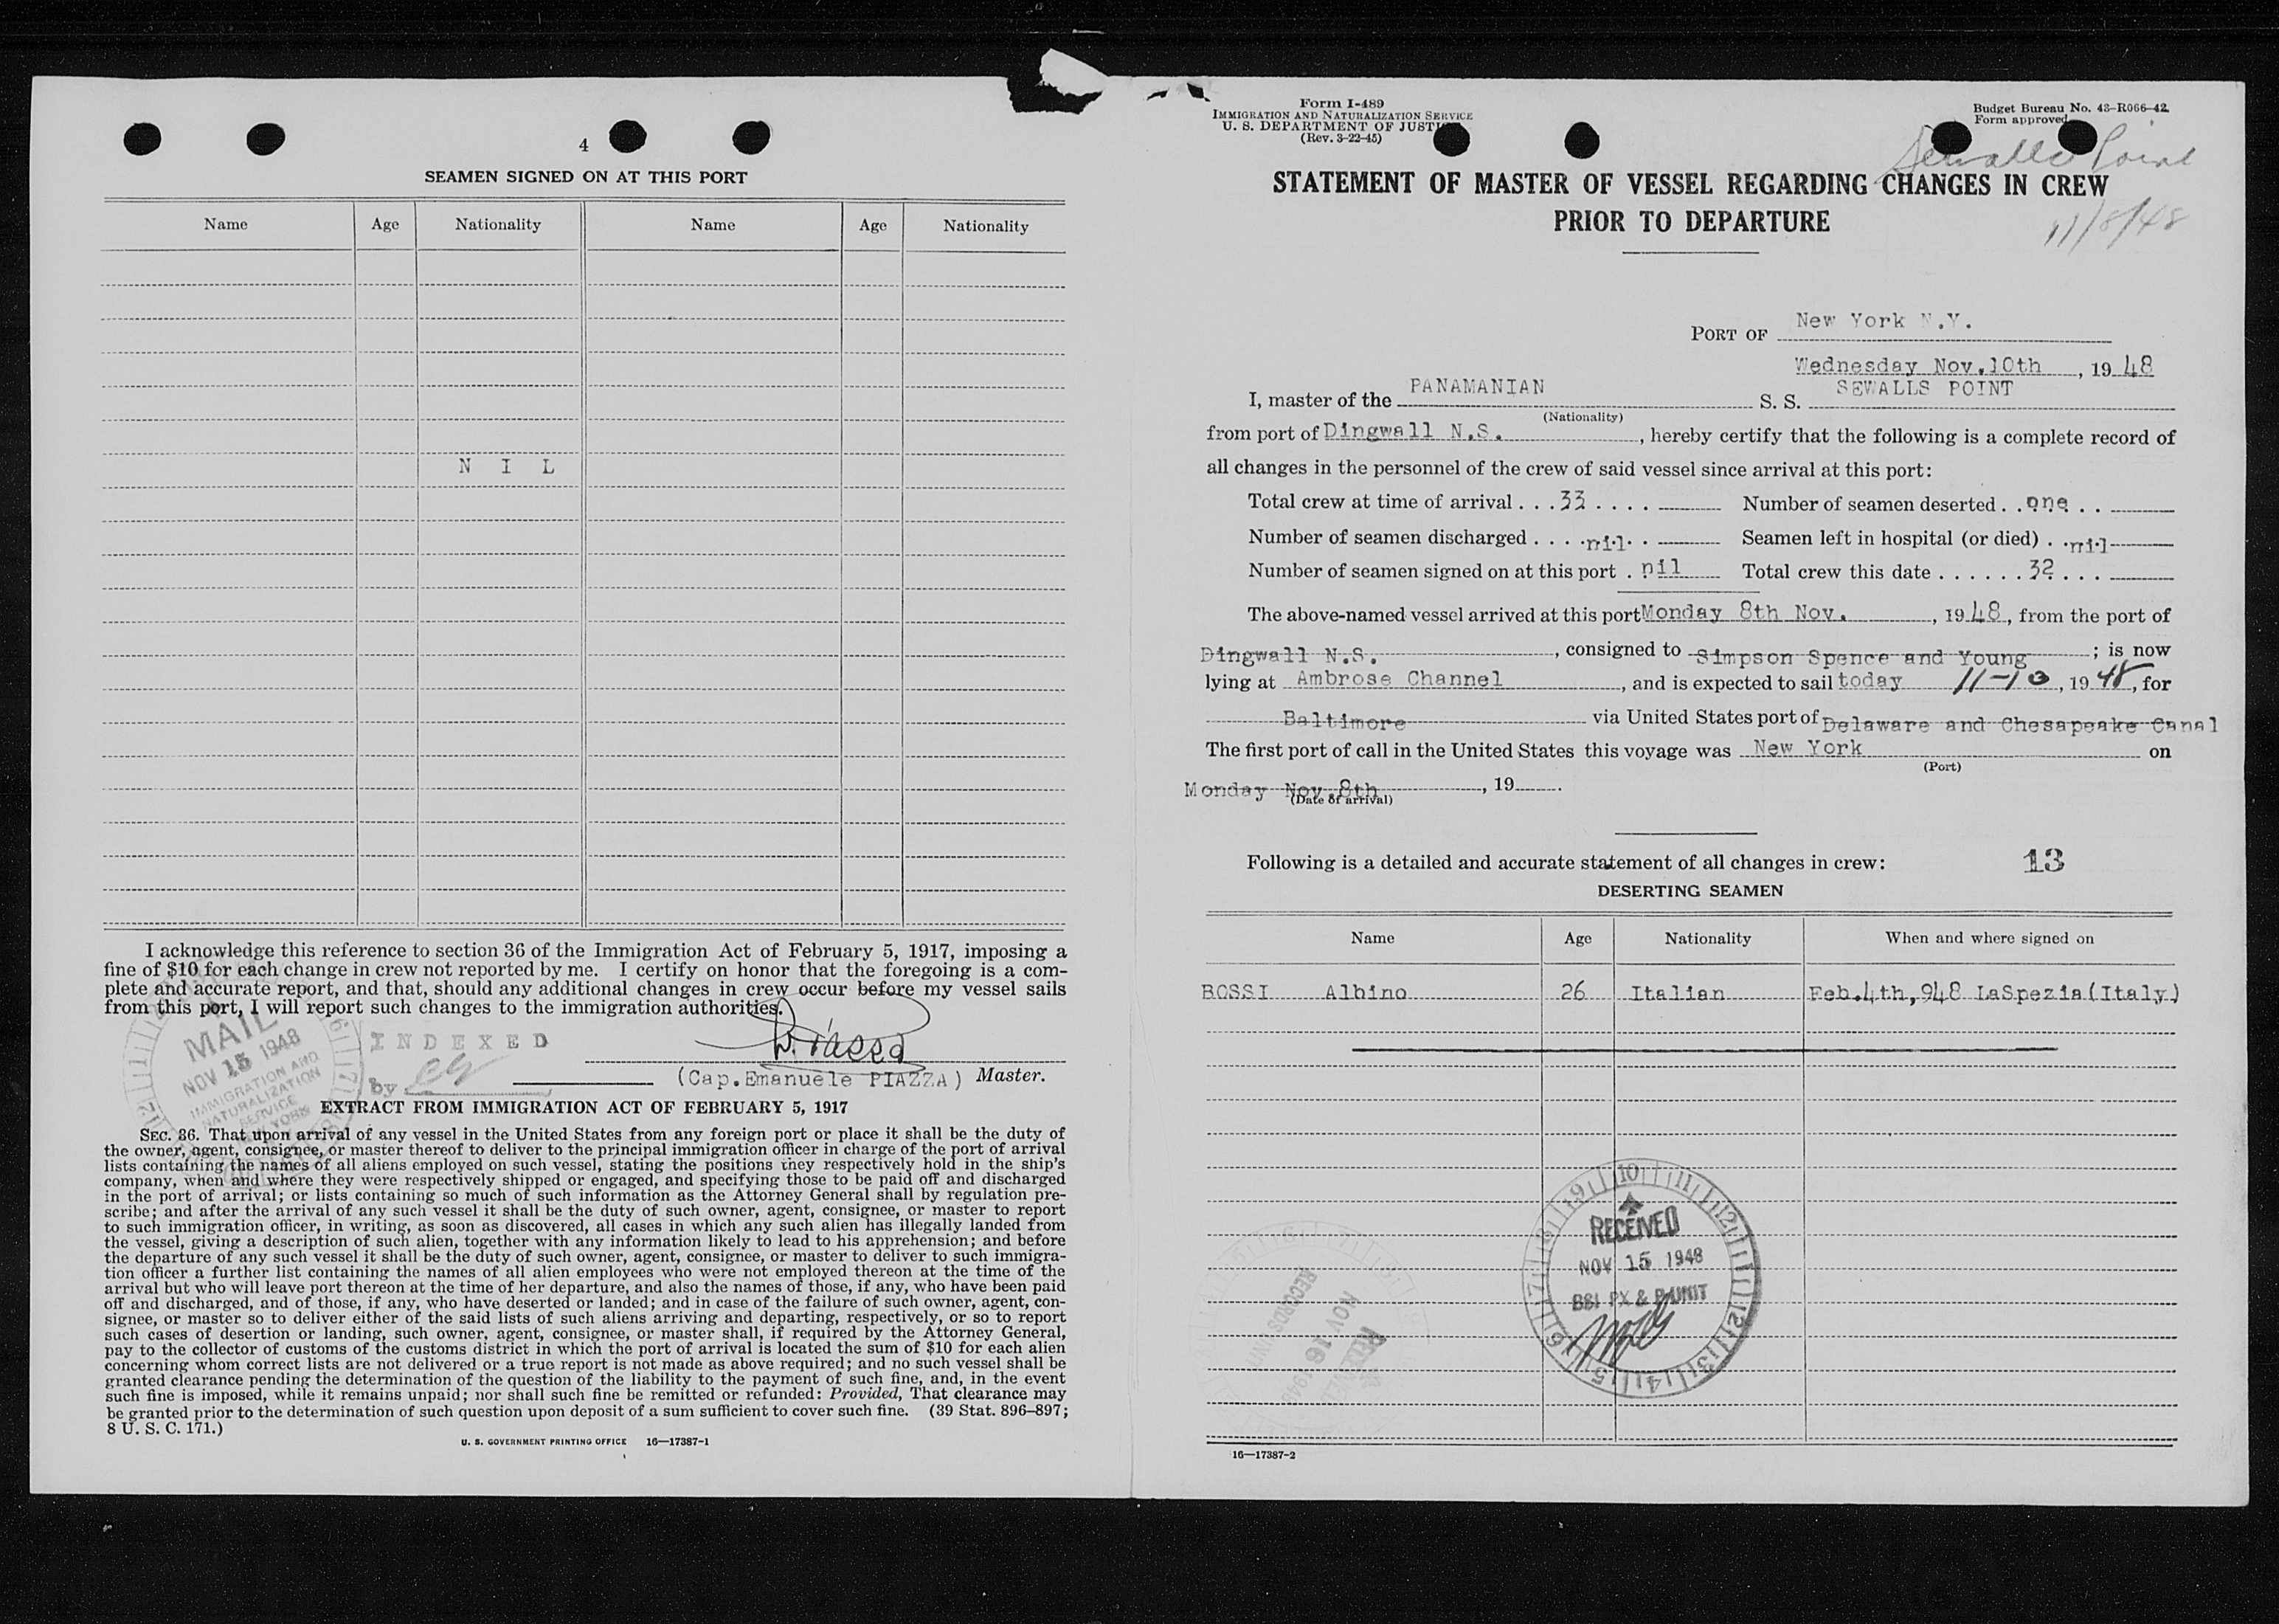 4
SEAMEN SIGNED ON AT THIS PORT
Name Age Nationality Name Age Nationality
N I L
I acknowledge this reference to section 36 of the Immigration Act of February 5, 1917, imposing a
fine of $10 for each change in crew not reported by me. I certify on honor that the foregoing is a com-
plete and accurate report, and that, should any additional changes in crew occur before my vessel sails
from this port, I will report such changes to the immigration authorities.
MAIL
NOV 15 1948
IMMIGRATION AND
NATURALIZATION
SERVICE
INDEXED
by
(Cap.Emanuele PIAZZA) Master.
EXTRACT FROM IMMIGRATION ACT OF FEBRUARY 5, 1917
SEC. 36. That upon arrival of any vessel in the United States from any foreign port or place it shall be the duty of
the owner, agent, consignee, or master thereof to deliver to the principal immigration officer in charge of the port of arrival
lists containing the names of all aliens employed on such vessel, stating the positions they respectively hold in the ship's
company, when and where they were respectively shipped or engaged, and specifying those to be paid off and discharged
in the port of arrival; or lists containing so much of such information as the Attorney General shall by regulation pre-
scribe; and after the arrival of any such vessel it shall be the duty of such owner, agent, consignee, or master to report
to such immigration officer, in writing, as soon as discovered, all cases in which any such alien has illegally landed from
the vessel, giving a description of such alien, together with any information likely to lead to his apprehension; and before
the departure of any such vessel it shall be the duty of such owner, agent, consignee, or master to deliver to such immigra-
tion officer a further list containing the names of all alien employees who were not employed thereon at the time of the
arrival but who will leave port thereon at the time of her departure, and also the names of those, if any, who have been paid
off and discharged, and of those, if any, who have deserted or landed; and in case of the failure of such owner, agent, con-
signee, or master so to deliver either of the said lists of such aliens arriving and departing, respectively, or so to report
such cases of desertion or landing, such owner, agent, consignee, or master shall, if required by the Attorney General,
pay to the collector of customs of the customs district in which the port of arrival is located the sum of $10 for each alien
concerning whom correct lists are not delivered or a true report is not made as above required; and no such vessel shall be
granted clearance pending the determination of the question of the liability to the payment of such fine, and, in the event
such fine is imposed, while it remains unpaid; nor shall such fine be remitted or refunded: Provided, That clearance may
be granted prior to the determination of such question upon deposit of a sum sufficient to cover such fine. (39 Stat. 896-897;
8 U. S. C. 171.)
U. S. GOVERNMENT PRINTING OFFICE 16—17387-1
Form I-489
IMMIGRATION AND NATURALIZATION SERVICE
U. S. DEPARTMENT OF JUSTICE
(Rev. 3-22-45)
Budget Bureau No. 43-R066-42
Form approved
Sewalls Point
STATEMENT OF MASTER OF VESSEL REGARDING CHANGES IN CREW
PRIOR TO DEPARTURE
11/8/48
PORT OF New York N.Y.
Wednesday Nov.10th, 19 48
I, master of the PANAMANIAN S. S. SEWALLS POINT
(Nationality)
from port of Dingwall N.S., hereby certify that the following is a complete record of
all changes in the personnel of the crew of said vessel since arrival at this port:
Total crew at time of arrival . . . 33 . . . . Number of seamen deserted . . one . .
Number of seamen discharged . . . . nil . . Seamen left in hospital (or died) . . nil
Number of seamen signed on at this port . nil Total crew this date . . . . . . 32 . . .
The above-named vessel arrived at this port Monday 8th Nov., 19 48, from the port of
Dingwall N.S., consigned to Simpson Spence and Young; is now
lying at Ambrose Channel, and is expected to sail today 11-10, 19 48, for
Baltimore via United States port of Delaware and Chesapeake Canal
The first port of call in the United States this voyage was New York on
(Port)
Monday Nov.8th, 19 .
(Date of arrival)
Following is a detailed and accurate statement of all changes in crew: 13
DESERTING SEAMEN
Name Age Nationality When and where signed on
BOSSI Albino 26 Italian Feb.4th,948 LaSpezia(Italy)
10 11 12 1 2 3 4 5 6 7 8 9
RECEIVED
NOV 15 1948
BSI PX & P UNIT
RECEIVED
NOV 16 1948
RECORDS UNIT
16—17387-2